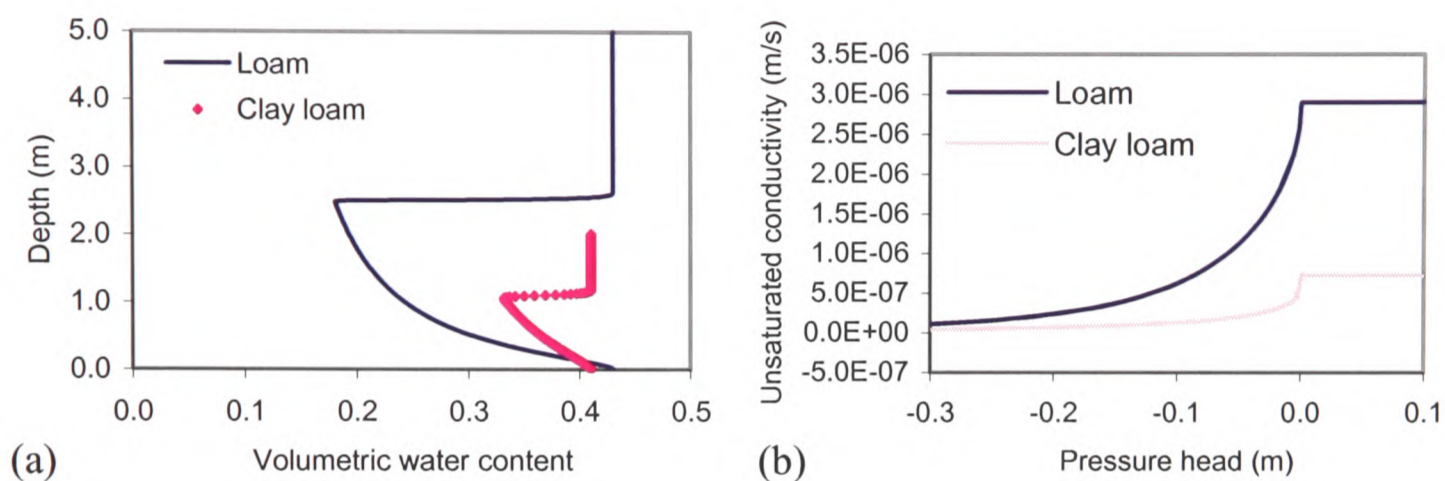 5.0
4.0
3.0
2.0
1.0
0.0
Depth (m)
Loam
Clay loam
0.0 0.1 0.2 0.3 0.4 0.5
Volumetric water content
(a)
3.5E-06
3.0E-06
2.5E-06
2.0E-06
1.5E-06
1.0E-06
5.0E-07
0.0E+00
-5.0E-07
Unsaturated conductivity (m/s)
Loam
Clay loam
-0.3 -0.2 -0.1 0.0 0.1
Pressure head (m)
(b)